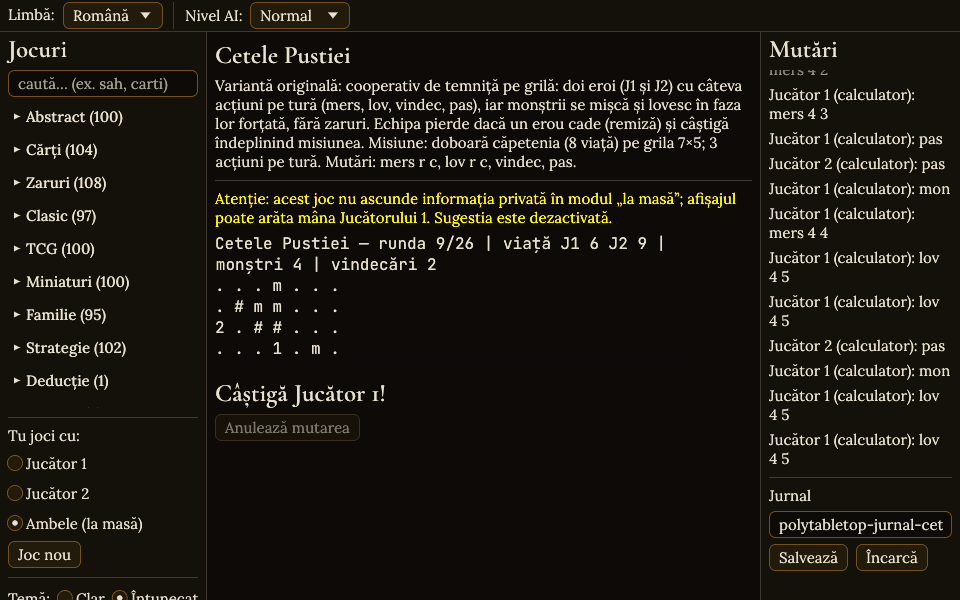 Limbă: Română ▼ Nivel AI: Normal ▼
Jocuri
caută... (ex. sah, carti)
▸ Abstract (100)
▸ Cărți (104)
▸ Zaruri (108)
▸ Clasic (97)
▸ TCG (100)
▸ Miniaturi (100)
▸ Familie (95)
▸ Strategie (102)
▸ Deducție (1)
Tu joci cu:
Jucător 1
Jucător 2
Ambele (la masă)
Joc nou
Temă: Clar Întunecat
Cetele Pustiei
Variantă originală: cooperativ de temniță pe grilă: doi eroi (J1 și J2) cu câteva
acțiuni pe tură (mers, lov, vindec, pas), iar monștrii se mișcă și lovesc în faza
lor forțată, fără zaruri. Echipa pierde dacă un erou cade (remiză) și câștigă
îndeplinind misiunea. Misiune: doboară căpetenia (8 viață) pe grila 7×5; 3
acțiuni pe tură. Mutări: mers r c, lov r c, vindec, pas.
Atenție: acest joc nu ascunde informația privată în modul „la masă”; afișajul
poate arăta mâna Jucătorului 1. Sugestia este dezactivată.
Cetele Pustiei — runda 9/26 | viață J1 6 J2 9 |
monștri 4 | vindecări 2
. . . m . . .
. # m m . . .
2 . # # . . .
. . . 1 . m .
Câștigă Jucător 1!
Anulează mutarea
Mutări
mers 4 2
Jucător 1 (calculator):
mers 4 3
Jucător 1 (calculator): pas
Jucător 2 (calculator): pas
Jucător 1 (calculator): mon
Jucător 1 (calculator):
mers 4 4
Jucător 1 (calculator): lov
4 5
Jucător 1 (calculator): lov
4 5
Jucător 2 (calculator): pas
Jucător 1 (calculator): mon
Jucător 1 (calculator): lov
4 5
Jucător 1 (calculator): lov
4 5
Jurnal
polytabletop-jurnal-cet
Salvează Încarcă